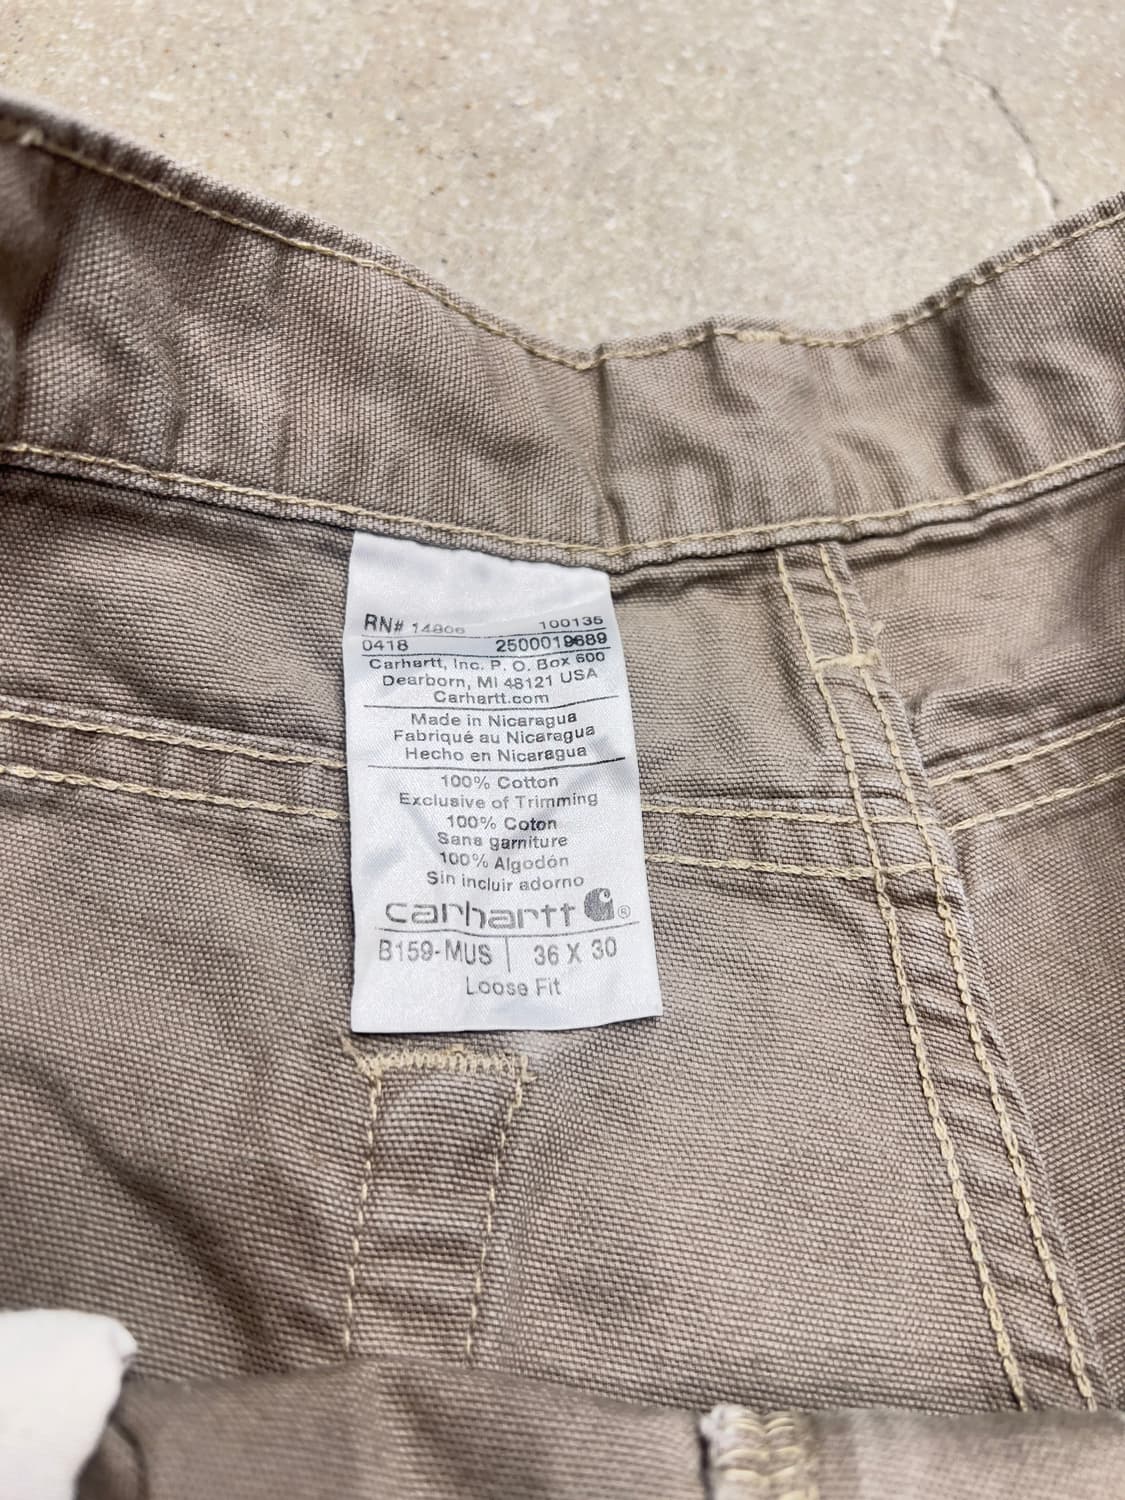 RN# 14806 100135
0418 2500019689
Carhartt, Inc. P. O. Box 600
Dearborn, MI 48121 USA
Carhartt.com
Made in Nicaragua
Fabriqué au Nicaragua
Hecho en Nicaragua
100% Cotton
Exclusive of Trimming
100% Coton
Sans garniture
100% Algodón
Sin incluir adorno
carhartt ®
B159-MUS | 36 X 30
Loose Fit